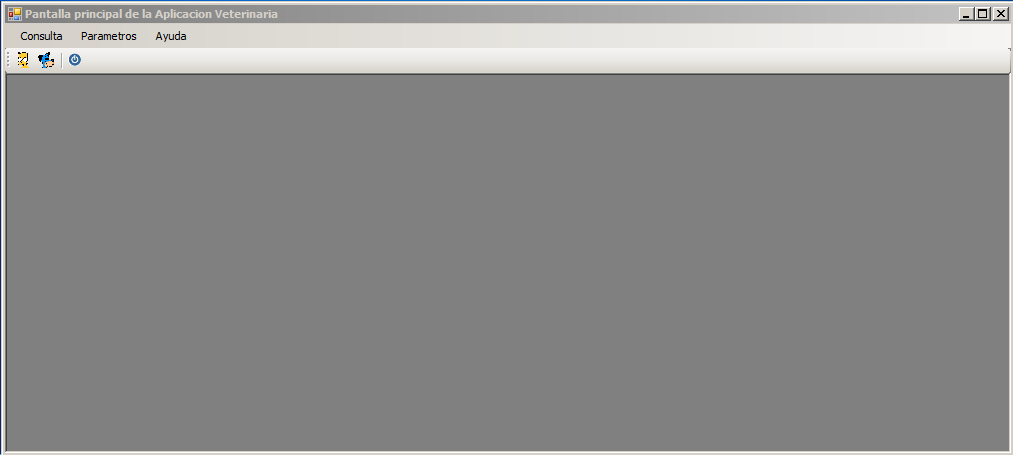 Pantalla principal de la Aplicacion Veterinaria
Consulta Parametros Ayuda